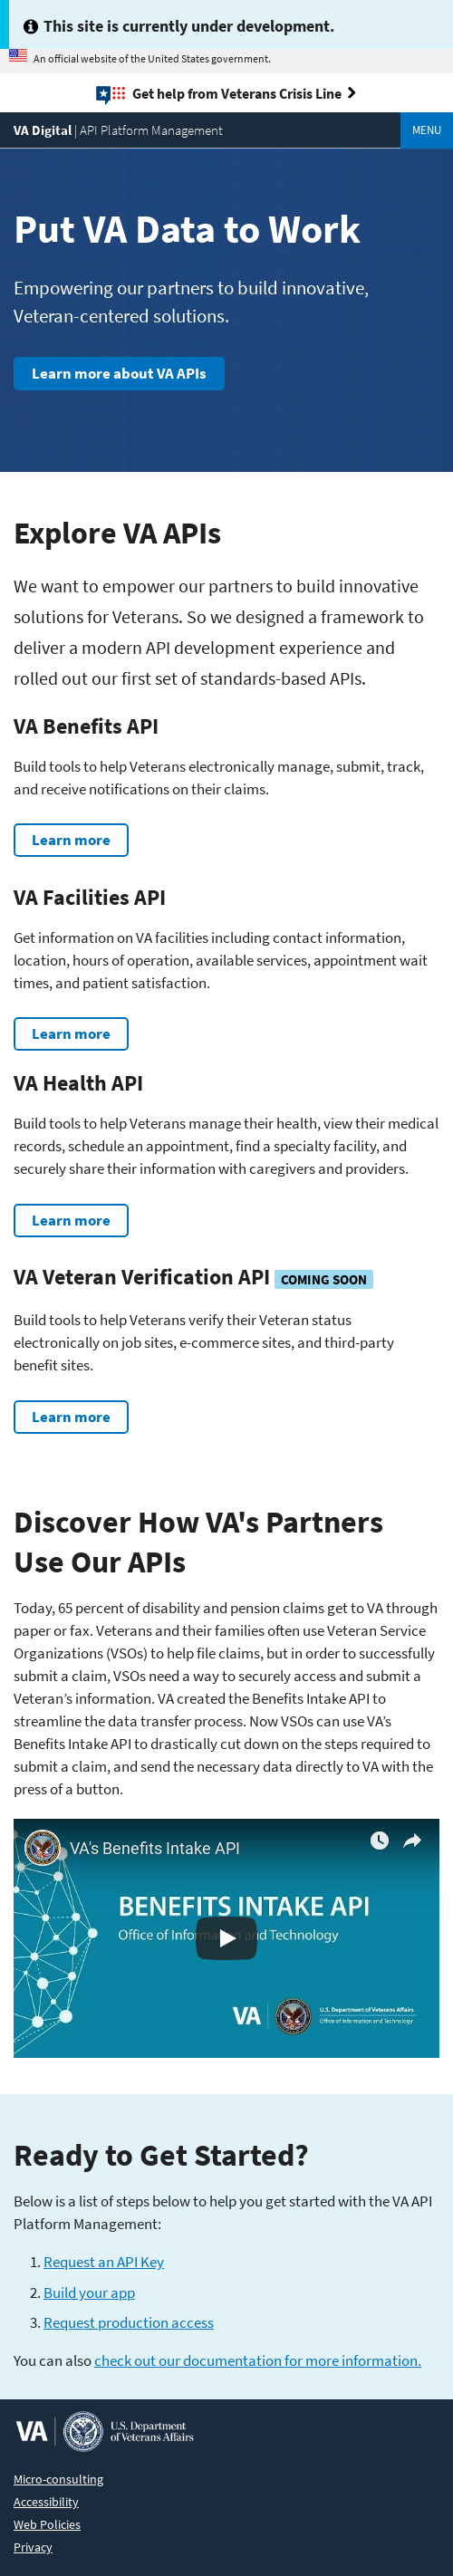 This site is currently under development.
An official website of the United States government.
Get help from Veterans Crisis Line
VA Digital | API Platform Management
MENU
Put VA Data to Work
Empowering our partners to build innovative,
Veteran-centered solutions.
Learn more about VA APIs
Explore VA APIs
We want to empower our partners to build innovative
solutions for Veterans. So we designed a framework to
deliver a modern API development experience and
rolled out our first set of standards-based APIs.
VA Benefits API
Build tools to help Veterans electronically manage, submit, track,
and receive notifications on their claims.
Learn more
VA Facilities API
Get information on VA facilities including contact information,
location, hours of operation, available services, appointment wait
times, and patient satisfaction.
Learn more
VA Health API
Build tools to help Veterans manage their health, view their medical
records, schedule an appointment, find a specialty facility, and
securely share their information with caregivers and providers.
Learn more
VA Veteran Verification API COMING SOON
Build tools to help Veterans verify their Veteran status
electronically on job sites, e-commerce sites, and third-party
benefit sites.
Learn more
Discover How VA's Partners
Use Our APIs
Today, 65 percent of disability and pension claims get to VA through
paper or fax. Veterans and their families often use Veteran Service
Organizations (VSOs) to help file claims, but in order to successfully
submit a claim, VSOs need a way to securely access and submit a
Veteran’s information. VA created the Benefits Intake API to
streamline the data transfer process. Now VSOs can use VA’s
Benefits Intake API to drastically cut down on the steps required to
submit a claim, and send the necessary data directly to VA with the
press of a button.
VA's Benefits Intake API
BENEFITS INTAKE API
Office of Information and Technology
VA
U.S. Department of Veterans Affairs
Office of Information and Technology
Ready to Get Started?
Below is a list of steps below to help you get started with the VA API
Platform Management:
1. Request an API Key
2. Build your app
3. Request production access
You can also check out our documentation for more information.
VA
U.S. Department
of Veterans Affairs
Micro-consulting
Accessibility
Web Policies
Privacy